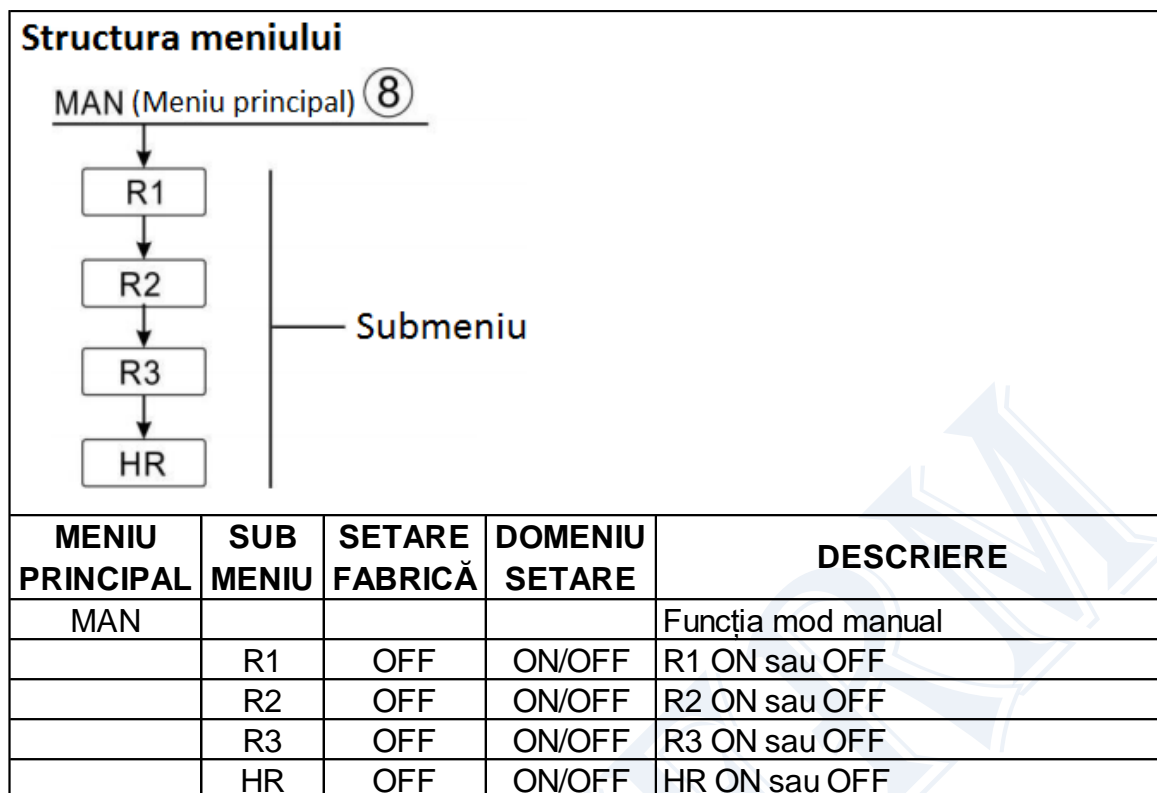 Structura meniului
MAN (Meniu principal) 8
R1
R2
R3
HR
Submeniu
MENIU PRINCIPAL SUB MENIU SETARE FABRICĂ DOMENIU SETARE DESCRIERE
MAN Funcția mod manual
R1 OFF ON/OFF R1 ON sau OFF
R2 OFF ON/OFF R2 ON sau OFF
R3 OFF ON/OFF R3 ON sau OFF
HR OFF ON/OFF HR ON sau OFF